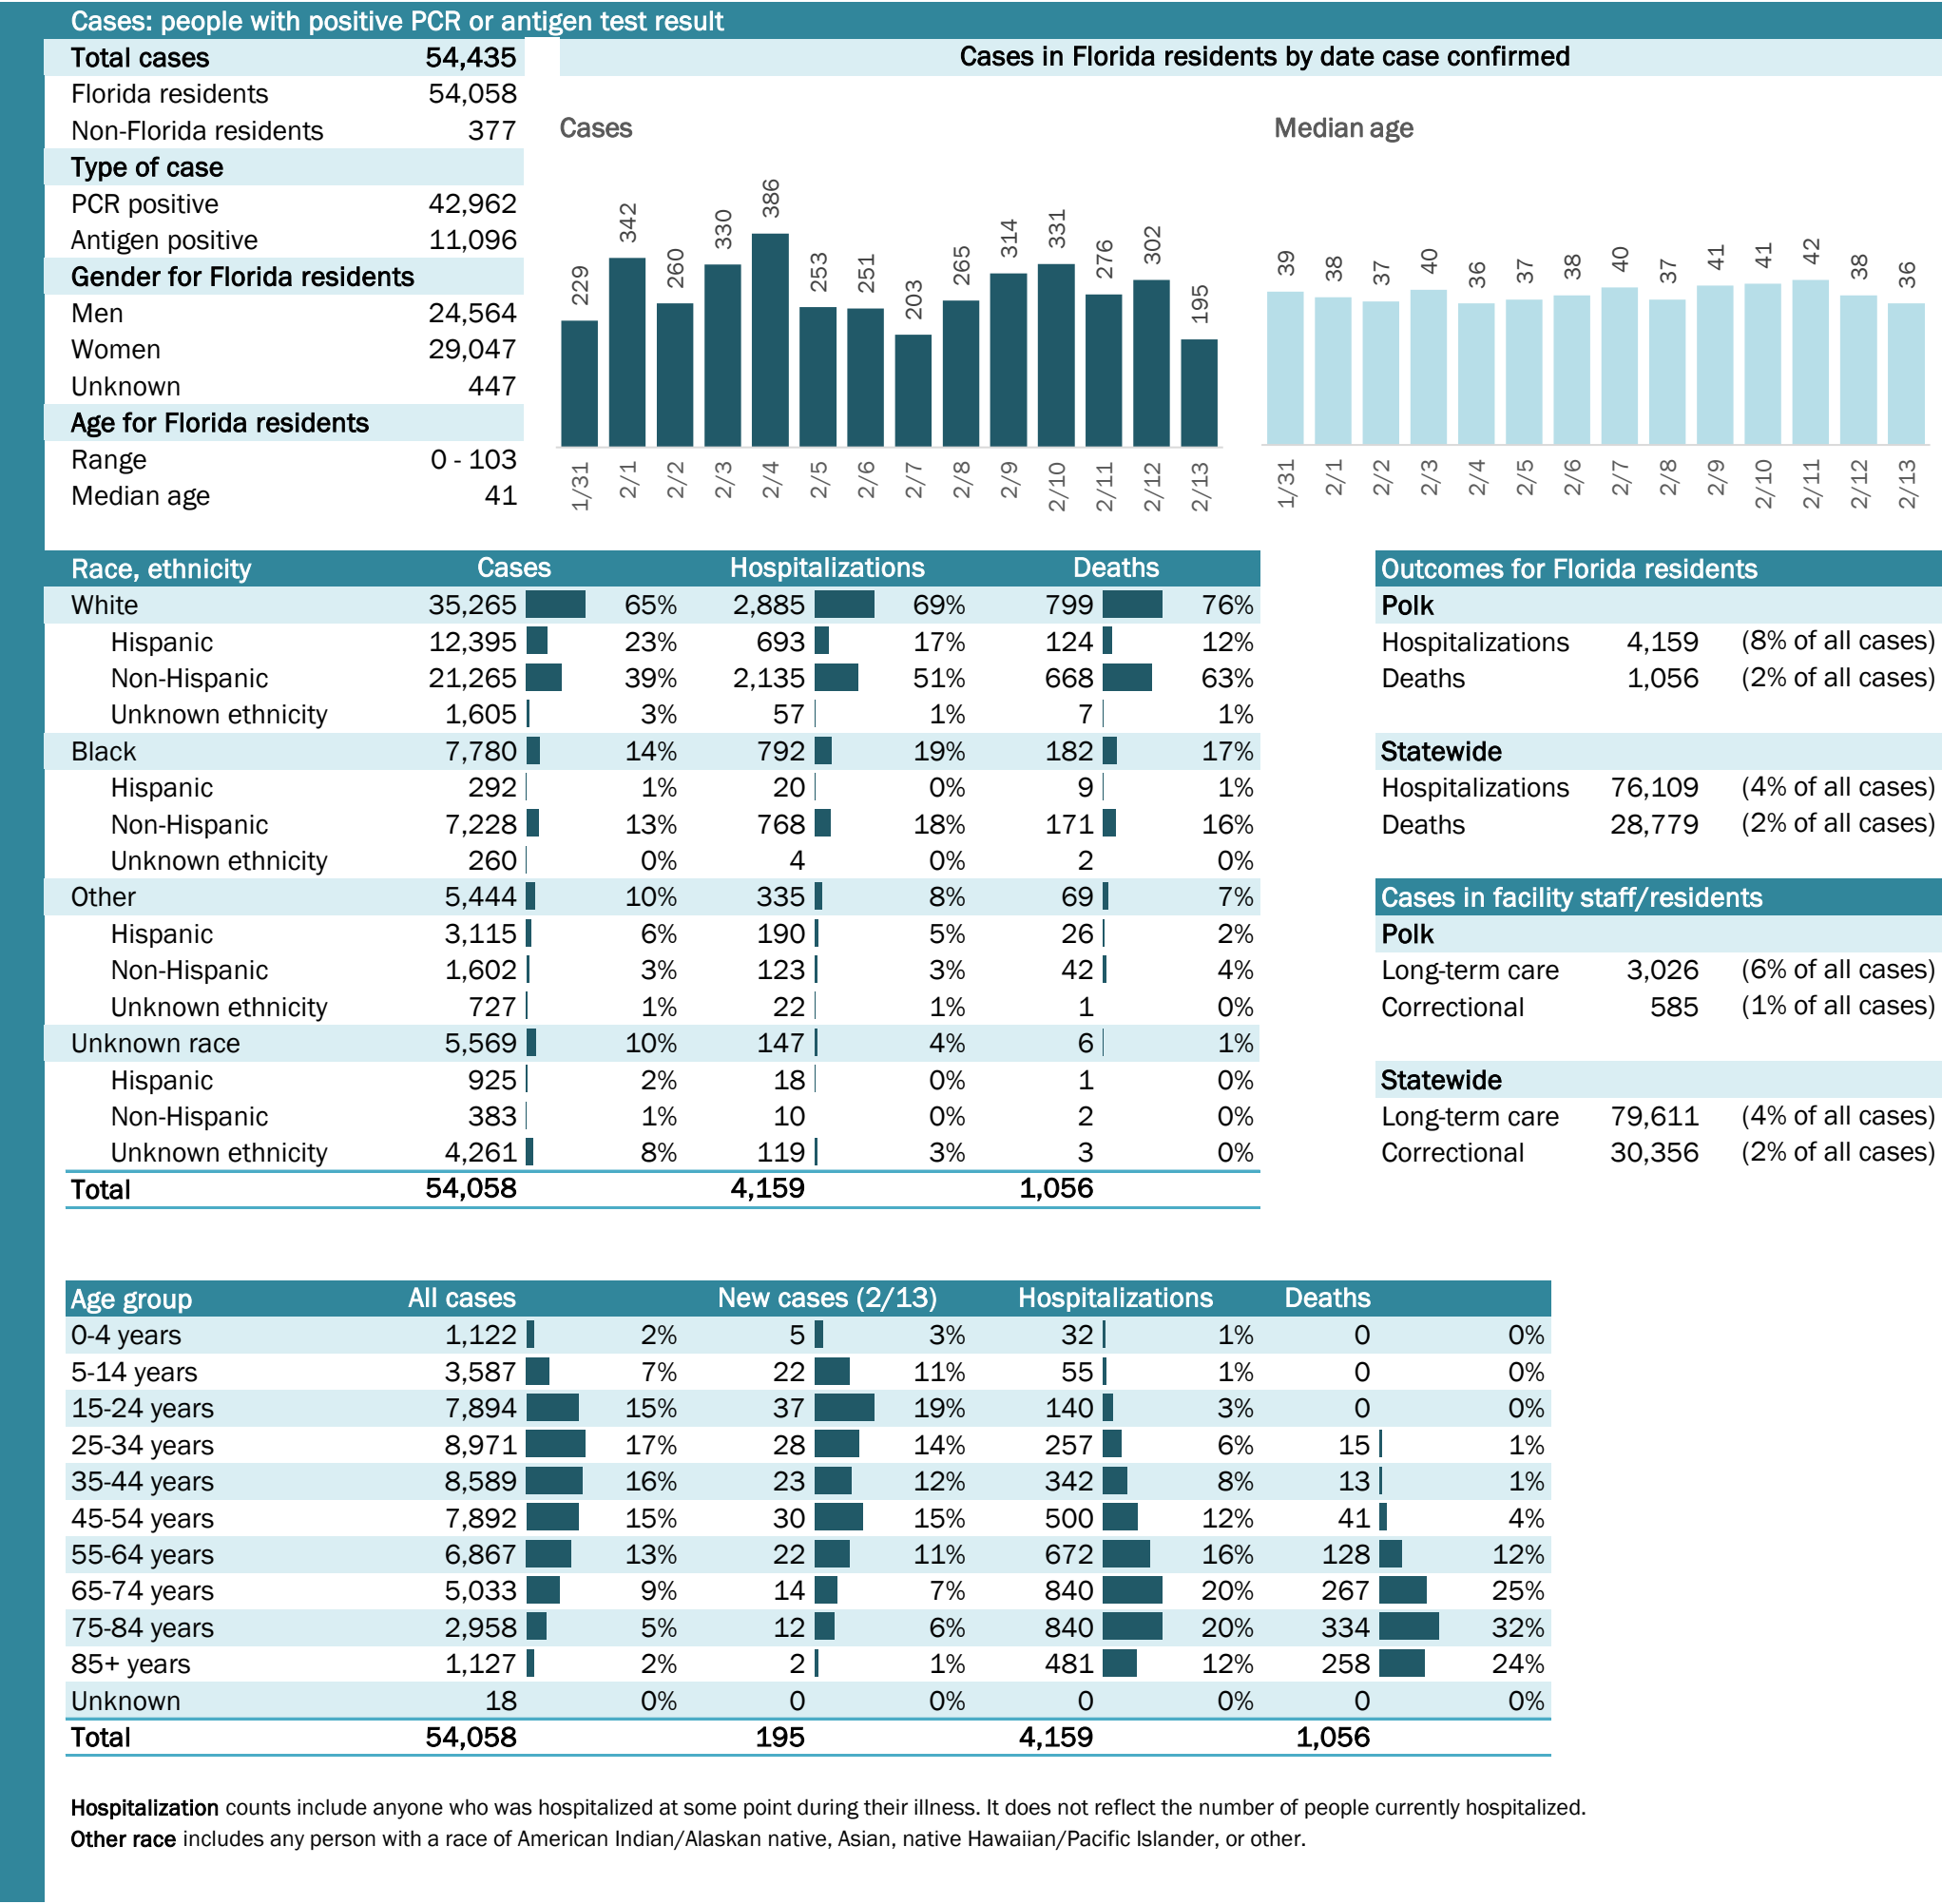 Cases: people with positive PCR or antigen test result
Total cases 54,435
Florida residents 54,058
Non-Florida residents 377
Type of case
PCR positive 42,962
Antigen positive 11,096
Gender for Florida residents
Men 24,564
Women 29,047
Unknown 447
Age for Florida residents
Range 0 - 103
Median age 41
Cases in Florida residents by date case confirmed
Cases
229 342 260 330 386 253 251 203 265 314 331 276 302 195
1/31 2/1 2/2 2/3 2/4 2/5 2/6 2/7 2/8 2/9 2/10 2/11 2/12 2/13
Median age
39 38 37 40 36 37 38 40 37 41 41 42 38 36
1/31 2/1 2/2 2/3 2/4 2/5 2/6 2/7 2/8 2/9 2/10 2/11 2/12 2/13
Race, ethnicity Cases Hospitalizations Deaths
White 35,265 65% 2,885 69% 799 76%
Hispanic 12,395 23% 693 17% 124 12%
Non-Hispanic 21,265 39% 2,135 51% 668 63%
Unknown ethnicity 1,605 3% 57 1% 7 1%
Black 7,780 14% 792 19% 182 17%
Hispanic 292 1% 20 0% 9 1%
Non-Hispanic 7,228 13% 768 18% 171 16%
Unknown ethnicity 260 0% 4 0% 2 0%
Other 5,444 10% 335 8% 69 7%
Hispanic 3,115 6% 190 5% 26 2%
Non-Hispanic 1,602 3% 123 3% 42 4%
Unknown ethnicity 727 1% 22 1% 1 0%
Unknown race 5,569 10% 147 4% 6 1%
Hispanic 925 2% 18 0% 1 0%
Non-Hispanic 383 1% 10 0% 2 0%
Unknown ethnicity 4,261 8% 119 3% 3 0%
Total 54,058 4,159 1,056
Outcomes for Florida residents
Polk
Hospitalizations 4,159 (8% of all cases)
Deaths 1,056 (2% of all cases)
Statewide
Hospitalizations 76,109 (4% of all cases)
Deaths 28,779 (2% of all cases)
Cases in facility staff/residents
Polk
Long-term care 3,026 (6% of all cases)
Correctional 585 (1% of all cases)
Statewide
Long-term care 79,611 (4% of all cases)
Correctional 30,356 (2% of all cases)
Age group All cases New cases (2/13) Hospitalizations Deaths
0-4 years 1,122 2% 5 3% 32 1% 0 0%
5-14 years 3,587 7% 22 11% 55 1% 0 0%
15-24 years 7,894 15% 37 19% 140 3% 0 0%
25-34 years 8,971 17% 28 14% 257 6% 15 1%
35-44 years 8,589 16% 23 12% 342 8% 13 1%
45-54 years 7,892 15% 30 15% 500 12% 41 4%
55-64 years 6,867 13% 22 11% 672 16% 128 12%
65-74 years 5,033 9% 14 7% 840 20% 267 25%
75-84 years 2,958 5% 12 6% 840 20% 334 32%
85+ years 1,127 2% 2 1% 481 12% 258 24%
Unknown 18 0% 0 0% 0 0% 0 0%
Total 54,058 195 4,159 1,056
Hospitalization counts include anyone who was hospitalized at some point during their illness. It does not reflect the number of people currently hospitalized.
Other race includes any person with a race of American Indian/Alaskan native, Asian, native Hawaiian/Pacific Islander, or other.